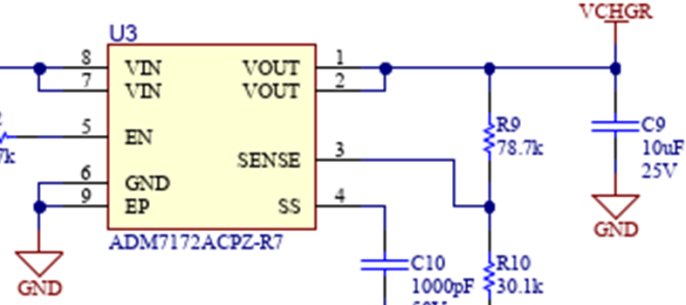 VCHGR
U3
8 VIN VOUT 1
7 VIN VOUT 2
R9
78.7k
C9
10uF
25V
5 EN
7k
SENSE 3
6 GND
9 EP SS 4
GND
ADM7172ACPZ-R7
GND
C10
1000pF
R10
30.1k